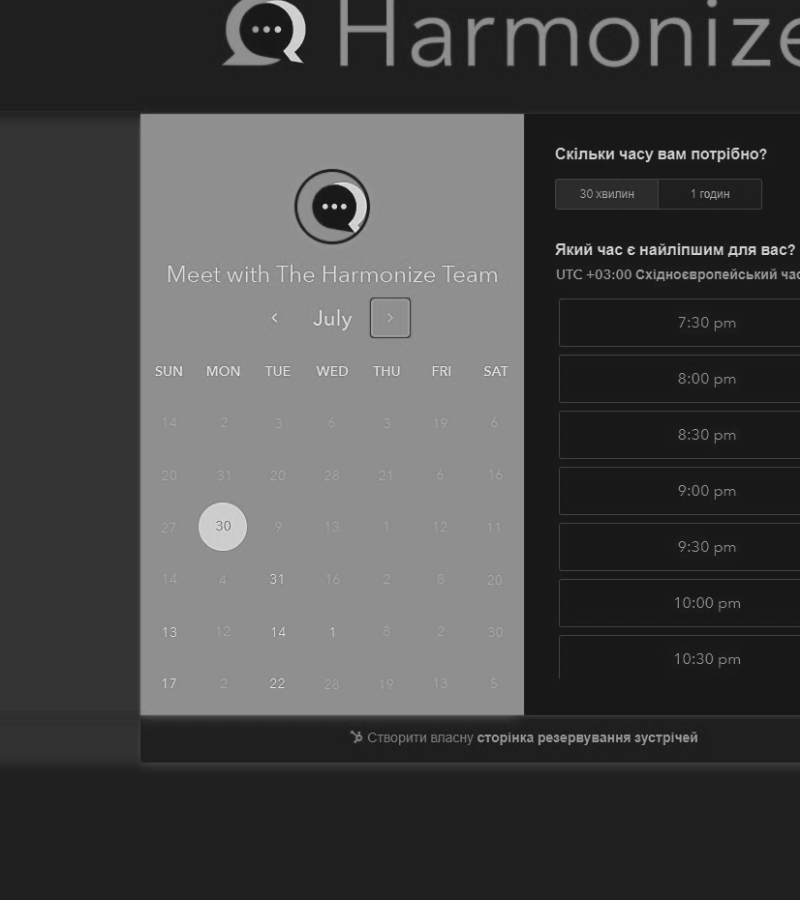 Harmonize
Meet with The Harmonize Team
July
SUN MON TUE WED THU FRI SAT
14 2 3 6 3 19 6
20 31 20 28 21 6 16
27 30 9 13 1 12 11
14 4 31 16 2 8 20
13 12 14 1 8 2 30
17 2 22 28 19 13 5
Скільки часу вам потрібно?
30 хвилин 1 годин
Який час є найліпшим для вас?
UTC +03:00 Східноєвропейський
7:30 pm
8:00 pm
8:30 pm
9:00 pm
9:30 pm
10:00 pm
10:30 pm
Створити власну сторінка резервування зустрічей